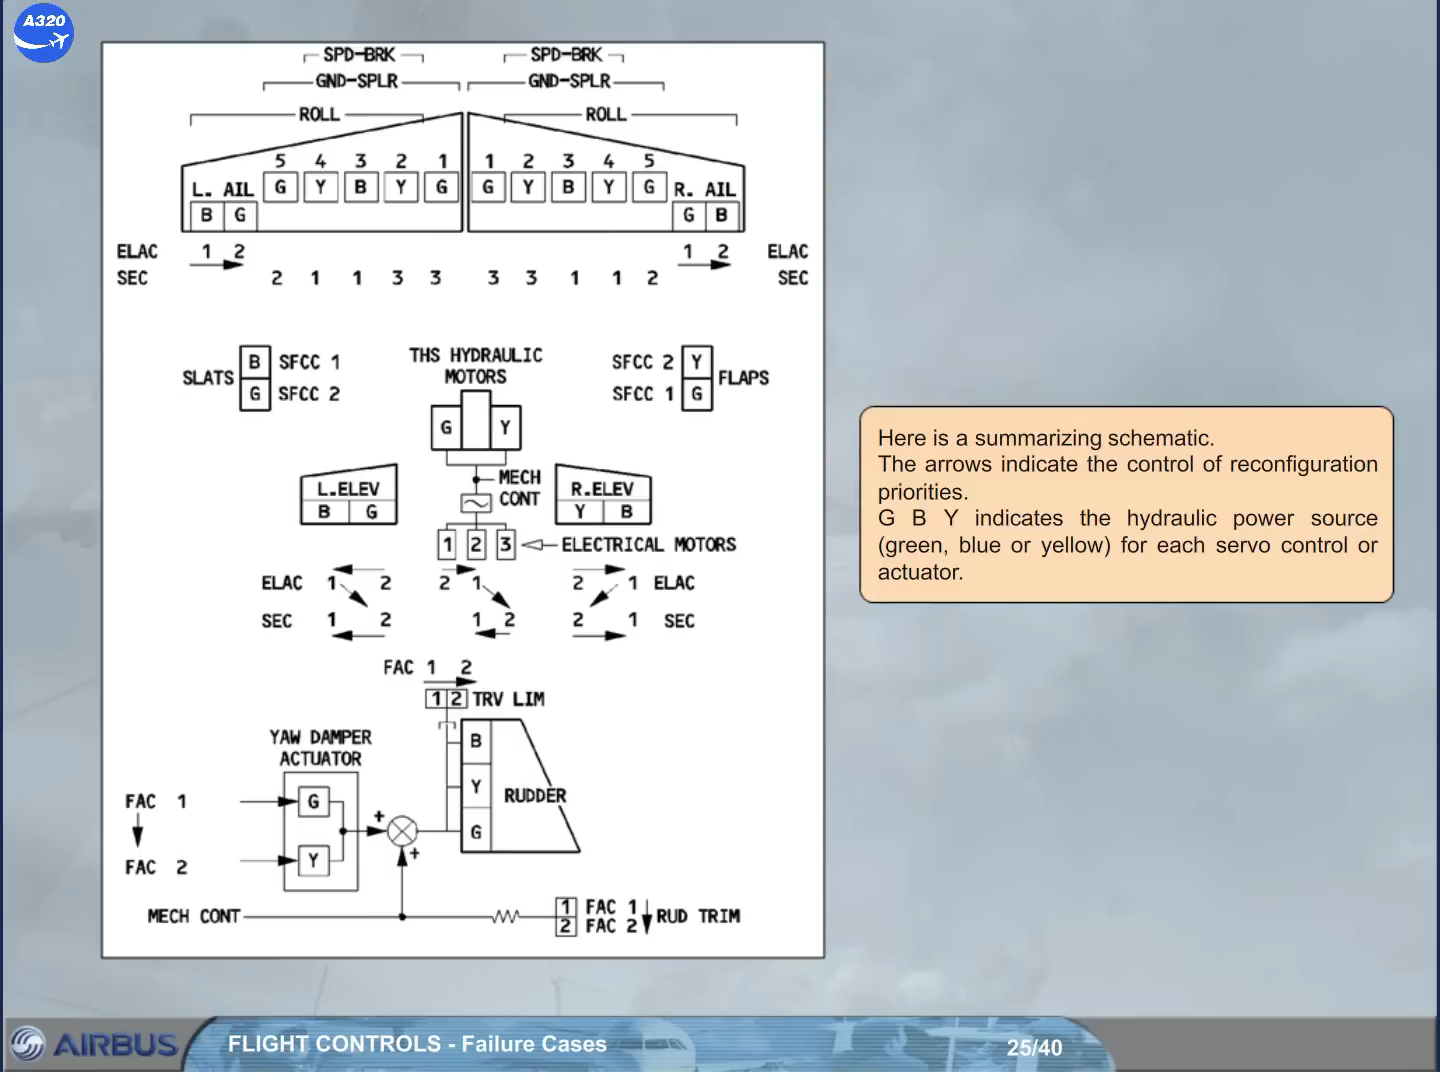 A320
SPD-BRK SPD-BRK
GND-SPLR GND-SPLR
ROLL ROLL
5 4 3 2 1 1 2 3 4 5
L. AIL G Y B Y G G Y B Y G R. AIL
B G G B
ELAC 1 2 1 2 ELAC
SEC 2 1 1 3 3 3 3 1 1 2 SEC
SLATS B SFCC 1
G SFCC 2
THS HYDRAULIC
MOTORS
G Y
SFCC 2 Y FLAPS
SFCC 1 G
MECH
CONT
L.ELEV
B G
R.ELEV
Y B
1 2 3 ELECTRICAL MOTORS
ELAC 1 2 2 1 2 1 ELAC
SEC 1 2 1 2 2 1 SEC
FAC 1 2
1 2 TRV LIM
YAW DAMPER
ACTUATOR
B
Y RUDDER
G
FAC 1 G
FAC 2 Y
+
+
MECH CONT
1 FAC 1
2 FAC 2
RUD TRIM
Here is a summarizing schematic.
The arrows indicate the control of reconfiguration
priorities.
G B Y indicates the hydraulic power source
(green, blue or yellow) for each servo control or
actuator.
AIRBUS
FLIGHT CONTROLS - Failure Cases
25/40